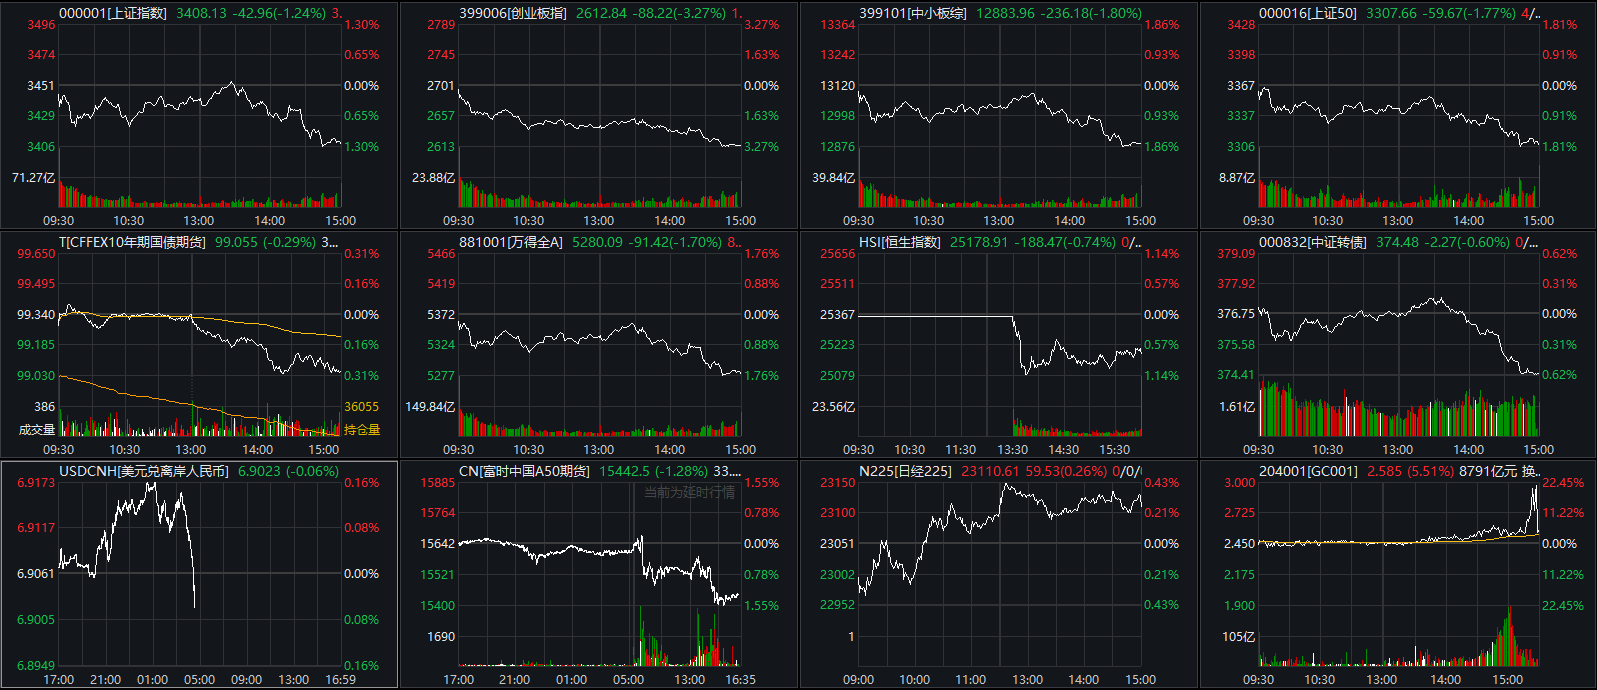 000001[上证指数] 3408.13 -42.96(-1.24%) 3.
3496 1.30%
3474 0.65%
3451 0.00%
3429 0.65%
3406 1.30%
71.27亿
09:30 10:30 13:00 14:00 15:00
399006[创业板指] 2612.84 -88.22(-3.27%) 1.
2789 3.27%
2745 1.63%
2701 0.00%
2657 1.63%
2613 3.27%
23.88亿
09:30 10:30 13:00 14:00 15:00
399101[中小板综] 12883.96 -236.18(-1.80%)
13364 1.86%
13242 0.93%
13120 0.00%
12998 0.93%
12876 1.86%
39.84亿
09:30 10:30 13:00 14:00 15:00
000016[上证50] 3307.66 -59.67(-1.77%) 4/..
3428 1.81%
3398 0.91%
3367 0.00%
3337 0.91%
3306 1.81%
8.87亿
09:30 10:30 13:00 14:00 15:00
T[CFFEX10年期国债期货] 99.055 (-0.29%) 3...
99.650 0.31%
99.495 0.16%
99.340 0.00%
99.185 0.16%
99.030 0.31%
386 36055
成交量 持仓量
09:30 10:30 13:00 14:00 15:00
881001[万得全A] 5280.09 -91.42(-1.70%) 8..
5466 1.76%
5419 0.88%
5372 0.00%
5324 0.88%
5277 1.76%
149.84亿
09:30 10:30 13:00 14:00 15:00
HSI[恒生指数] 25178.91 -188.47(-0.74%) 0/..
25656 1.14%
25511 0.57%
25367 0.00%
25223 0.57%
25079 1.14%
23.56亿
09:30 10:30 11:30 13:30 14:30 15:30
000832[中证转债] 374.48 -2.27(-0.60%) 0/...
379.09 0.62%
377.92 0.31%
376.75 0.00%
375.58 0.31%
374.41 0.62%
1.61亿
09:30 10:30 13:00 14:00 15:00
USDCNH[美元兑离岸人民币] 6.9023 (-0.06%)
6.9173 0.16%
6.9117 0.08%
6.9061 0.00%
6.9005 0.08%
6.8949 0.16%
17:00 21:00 01:00 05:00 09:00 13:00 16:59
CN[富时中国A50期货] 15442.5 (-1.28%) 33....
当前为延时行情
15885 1.55%
15764 0.78%
15642 0.00%
15521 0.78%
15400 1.55%
1690
17:00 21:00 01:00 05:00 13:00 16:35
N225[日经225] 23110.61 59.53(0.26%) 0/0/
23150 0.43%
23100 0.21%
23051 0.00%
23002 0.21%
22952 0.43%
1
09:00 10:00 11:00 13:00 14:00 15:00
204001[GC001] 2.585 (5.51%) 8791亿元 换..
3.000 22.45%
2.725 11.22%
2.450 0.00%
2.175 11.22%
1.900 22.45%
105亿
09:30 10:30 13:00 14:00 15:00